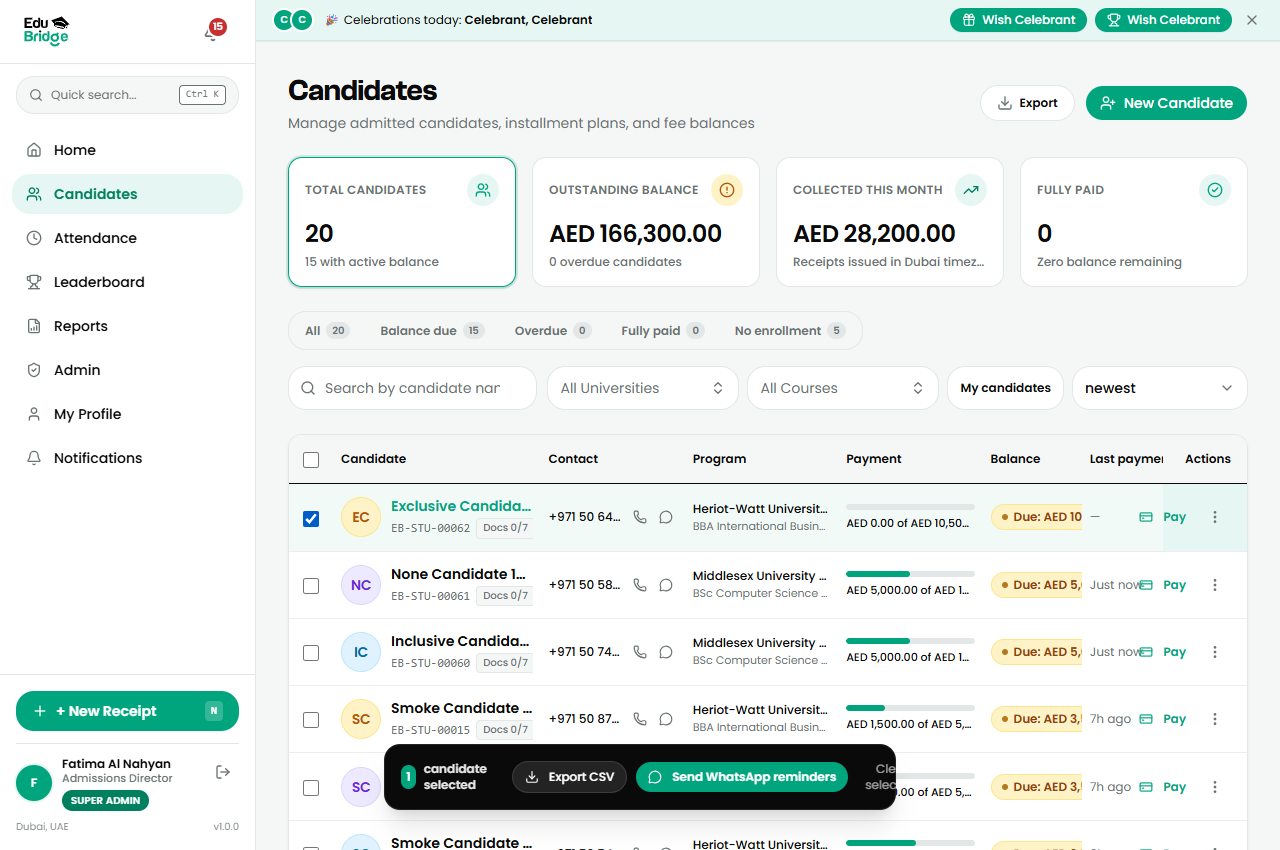 Edu
Bridge
15
C C 🎉 Celebrations today: Celebrant, Celebrant
Wish Celebrant
Wish Celebrant
Quick search...
Ctrl K
Home
Candidates
Attendance
Leaderboard
Reports
Admin
My Profile
Notifications
+ New Receipt
N
F
Fatima Al Nahyan
Admissions Director
SUPER ADMIN
Dubai, UAE
v1.0.0
Candidates
Manage admitted candidates, installment plans, and fee balances
Export
New Candidate
TOTAL CANDIDATES
20
15 with active balance
OUTSTANDING BALANCE
AED 166,300.00
0 overdue candidates
COLLECTED THIS MONTH
AED 28,200.00
Receipts issued in Dubai timez...
FULLY PAID
0
Zero balance remaining
All 20
Balance due 15
Overdue 0
Fully paid 0
No enrollment 5
Search by candidate nar
All Universities
All Courses
My candidates
newest
Candidate Contact Program Payment Balance Last paymer Actions
EC
Exclusive Candida...
EB-STU-00062 Docs 0/7
+971 50 64...
Heriot-Watt Universit...
BBA International Busin...
AED 0.00 of AED 10,50...
Due: AED 10
—
Pay
NC
None Candidate 1...
EB-STU-00061 Docs 0/7
+971 50 58...
Middlesex University ...
BSc Computer Science ...
AED 5,000.00 of AED 1...
Due: AED 5,
Just now
Pay
IC
Inclusive Candida...
EB-STU-00060 Docs 0/7
+971 50 74...
Middlesex University ...
BSc Computer Science ...
AED 5,000.00 of AED 1...
Due: AED 5,
Just now
Pay
SC
Smoke Candidate ...
EB-STU-00015 Docs 0/7
+971 50 87...
Heriot-Watt Universit...
BBA International Busin...
AED 1,500.00 of AED 5,...
Due: AED 3,
7h ago
Pay
SC
.00 of AED 5,...
Due: AED 3,
7h ago
Pay
1 candidate
selected
Export CSV
Send WhatsApp reminders
Cle
selec
Smoke Candidate ...
Heriot-Watt Universit...